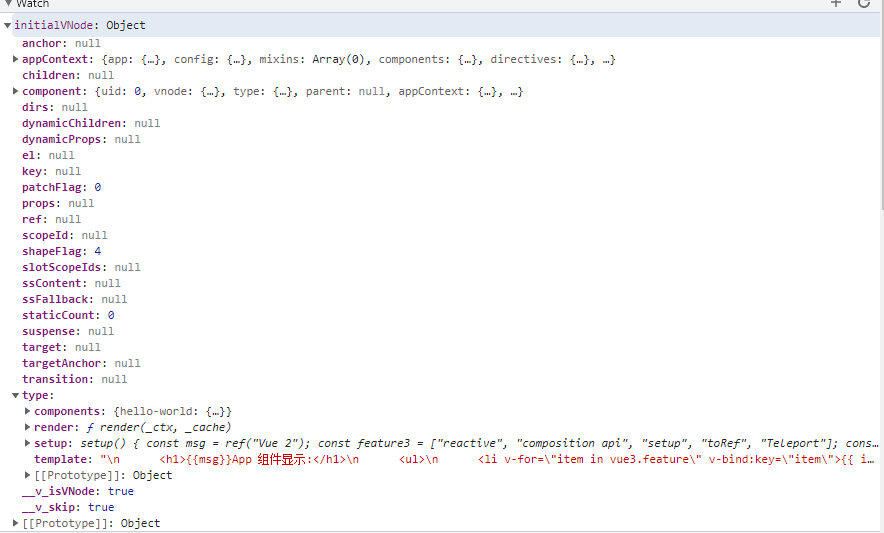 Watch
initialVNode: Object
anchor: null
appContext: {app: {…}, config: {…}, mixins: Array(0), components: {…}, directives: {…}, …}
children: null
component: {uid: 0, vnode: {…}, type: {…}, parent: null, appContext: {…}, …}
dirs: null
dynamicChildren: null
dynamicProps: null
el: null
key: null
patchFlag: 0
props: null
ref: null
scopeId: null
shapeFlag: 4
slotScopeIds: null
ssContent: null
ssFallback: null
staticCount: 0
suspense: null
target: null
targetAnchor: null
transition: null
type:
components: {hello-world: {…}}
render: ƒ render(_ctx, _cache)
setup: setup() { const msg = ref("Vue 2"); const feature3 = ["reactive", "composition api", "setup", "toRef", "Teleport"]; cons…
template: "\n      <h1>{{msg}}App 组件显示:</h1>\n      <ul>\n      <li v-for=\"item in vue3.feature\" v-bind:key=\"item\">{{ i…
[[Prototype]]: Object
__v_isVNode: true
__v_skip: true
[[Prototype]]: Object